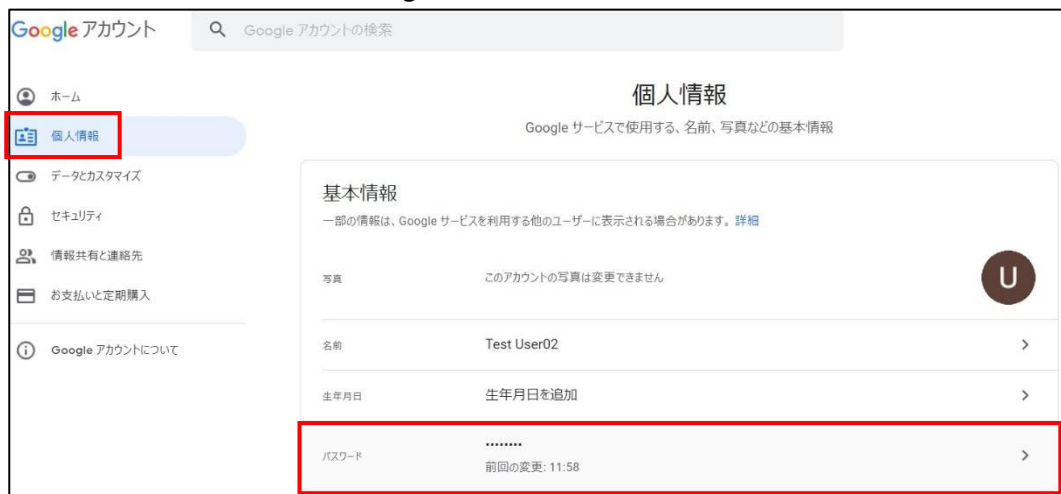 Google アカウント
Google アカウントの検索
ホーム
個人情報
データとカスタマイズ
セキュリティ
情報共有と連絡先
お支払いと定期購入
Google アカウントについて
個人情報
Google サービスで使用する、名前、写真などの基本情報
基本情報
一部の情報は、Google サービスを利用する他のユーザーに表示される場合があります。 詳細
写真 このアカウントの写真は変更できません U
名前 Test User02
生年月日 生年月日を追加
パスワード ••••••••
前回の変更: 11:58